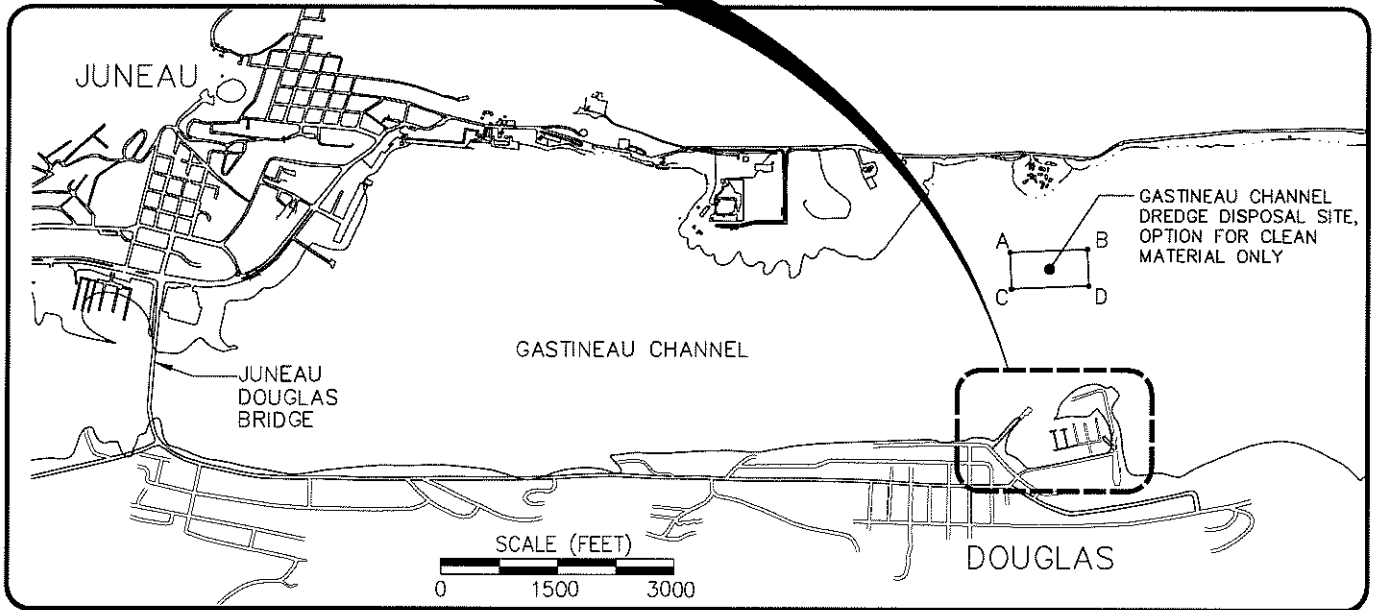 JUNEAU
GASTINEAU CHANNEL
DREDGE DISPOSAL SITE,
OPTION FOR CLEAN
MATERIAL ONLY
A
B
C
D
GASTINEAU CHANNEL
JUNEAU
DOUGLAS
BRIDGE
SCALE (FEET)
0 1500 3000
DOUGLAS